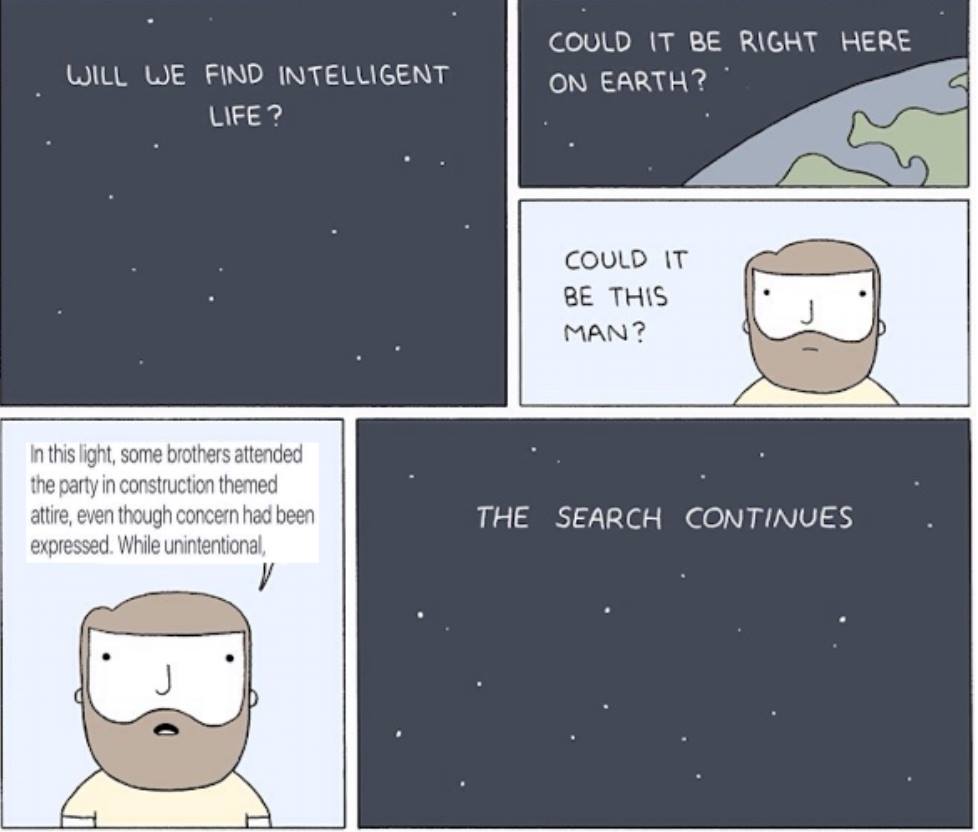 WILL WE FIND INTELLIGENT
LIFE?
COULD IT BE RIGHT HERE
ON EARTH?
COULD IT
BE THIS
MAN?
In this light, some brothers attended
the party in construction themed
attire, even though concern had been
expressed. While unintentional,
THE SEARCH CONTINUES